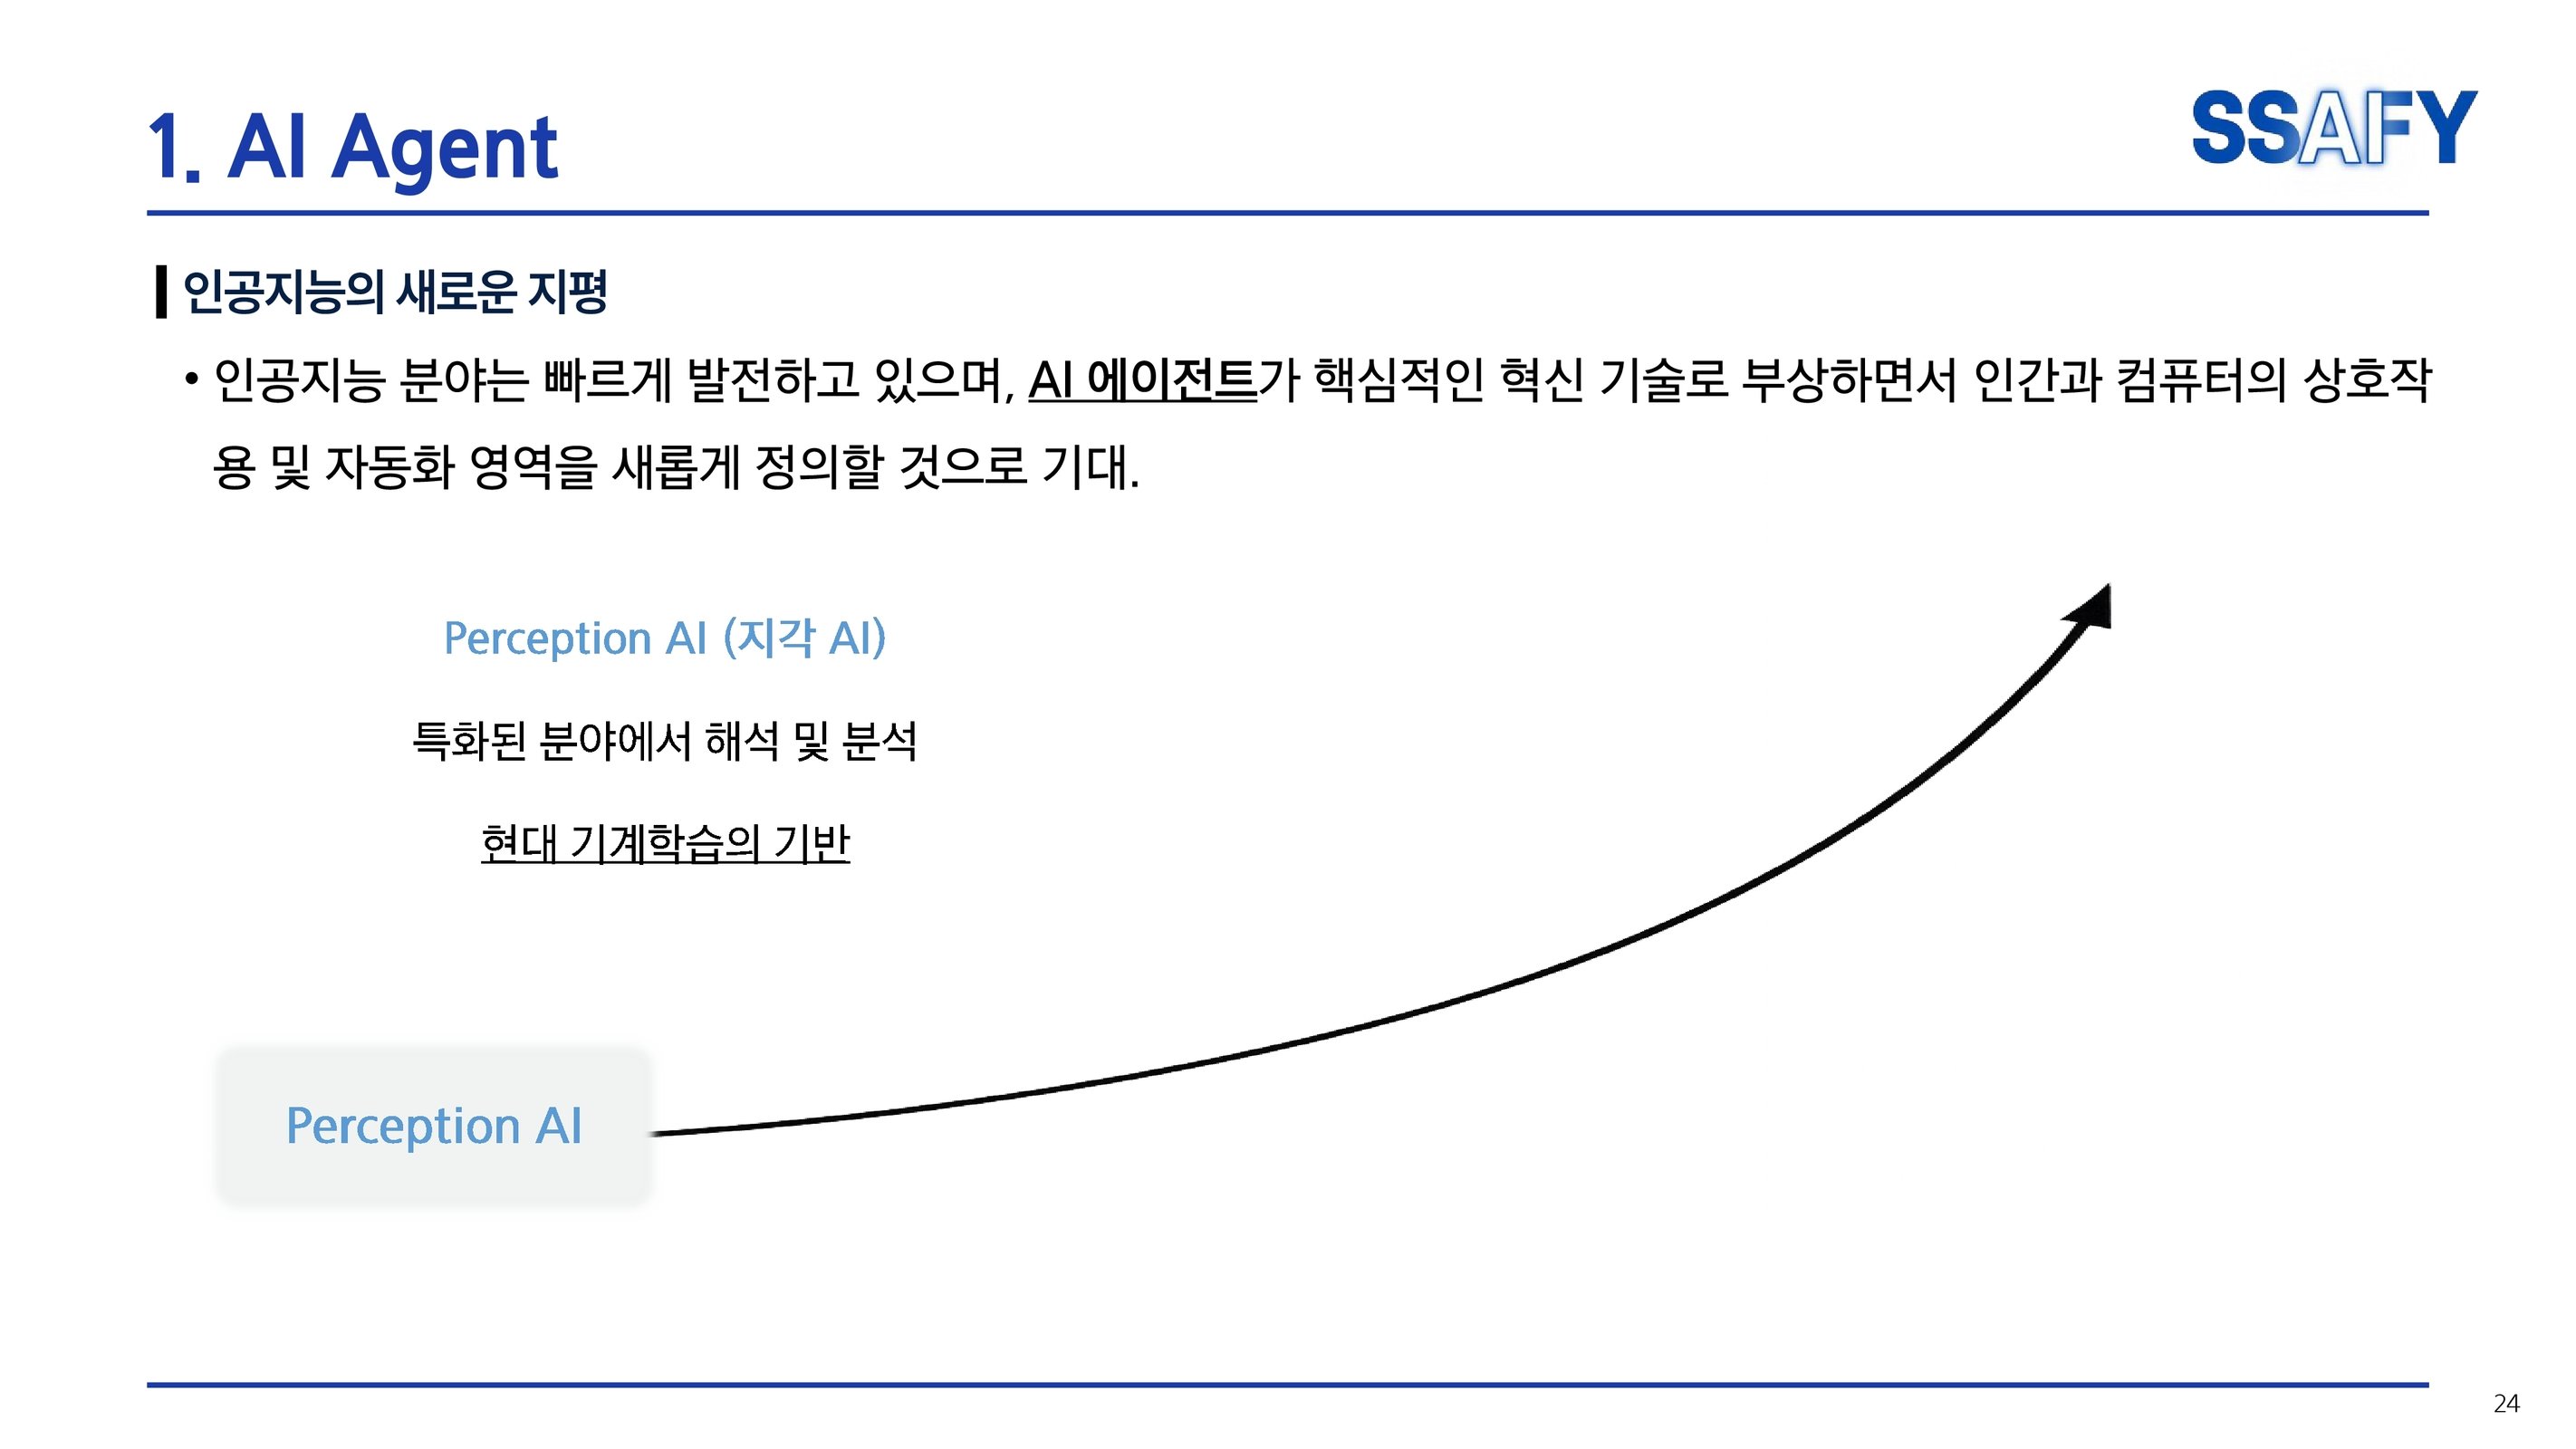 1. AI Agent
SSAFY
인공지능의 새로운 지평
• 인공지능 분야는 빠르게 발전하고 있으며, AI 에이전트가 핵심적인 혁신 기술로 부상하면서 인간과 컴퓨터의 상호작
용 및 자동화 영역을 새롭게 정의할 것으로 기대.
Perception AI (지각 AI)
특화된 분야에서 해석 및 분석
현대 기계학습의 기반
Perception AI
24